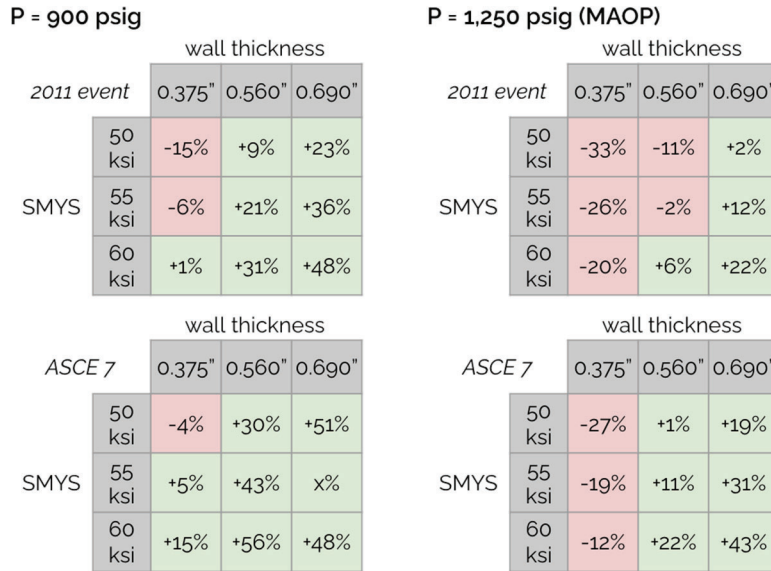 P = 900 psig
wall thickness
2011 event 0.375” 0.560” 0.690”
50 ksi -15% +9% +23%
SMYS 55 ksi -6% +21% +36%
60 ksi +1% +31% +48%
wall thickness
ASCE 7 0.375” 0.560” 0.690”
50 ksi -4% +30% +51%
SMYS 55 ksi +5% +43% x%
60 ksi +15% +56% +48%
P = 1,250 psig (MAOP)
wall thickness
2011 event 0.375” 0.560” 0.690”
50 ksi -33% -11% +2%
SMYS 55 ksi -26% -2% +12%
60 ksi -20% +6% +22%
wall thickness
ASCE 7 0.375” 0.560” 0.690”
50 ksi -27% +1% +19%
SMYS 55 ksi -19% +11% +31%
60 ksi -12% +22% +43%